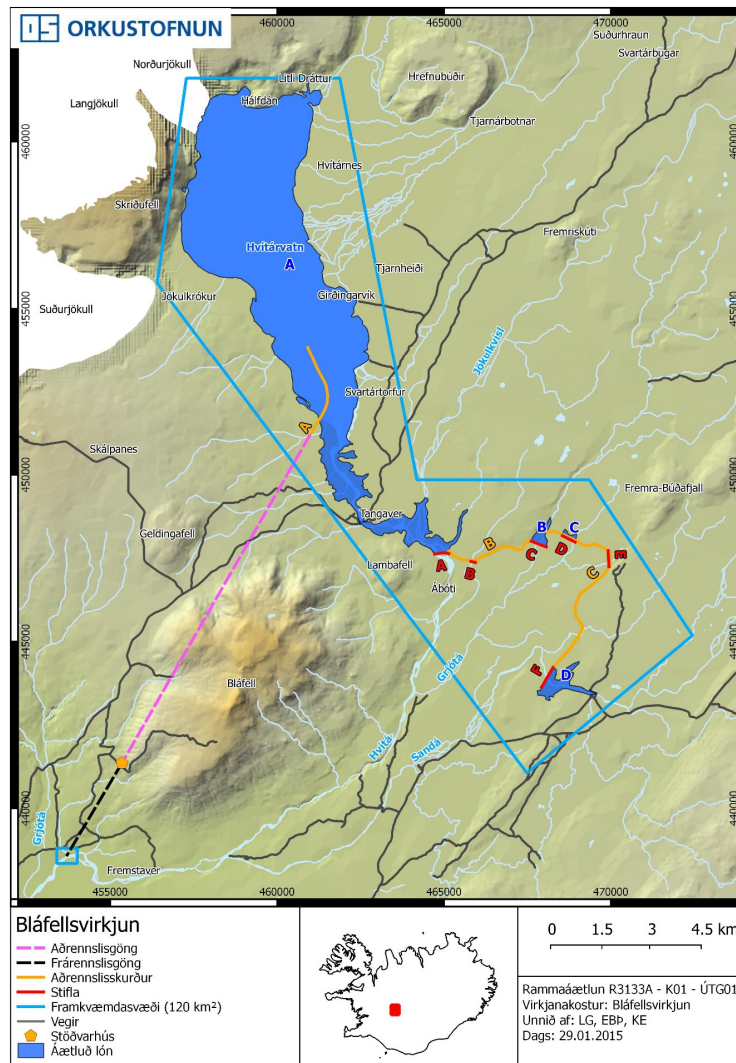 OS ORKUSTOFNUN
460000
465000
470000
Suðurhraun
Svartárbugar
Norðurjökull
Litli Dráttur
Hrefnubúðir
Langjökull
Hálfdán
Tjarnárbotnar
460000
460000
Hvítárnes
Skriðufell
Fremriskúti
Hvítárvatn
A
Tjarnheiði
Jökulkrókur
Girðingarvík
Suðurjökull
455000
455000
Jökulkvísl
Svartártorfur
A
Skálpanes
450000
450000
Fremra-Búðafjall
Tangaver
Geldingafell
B
C
B
C
D
E
A
B
Lambafell
Ábóti
C
445000
445000
F
D
Grjótá
Bláfell
Hvítá
Sandá
440000
440000
Grjótá
Fremstaver
455000
460000
465000
470000
Bláfellsvirkjun
Aðrennslisgöng
Frárennslisgöng
Aðrennslisskurður
Stífla
Framkvæmdasvæði (120 km²)
Vegir
Stöðvarhús
Áætluð lón
0 1.5 3 4.5 km
Rammaáætlun R3133A - K01 - ÚTG01
Virkjanakostur: Bláfellsvirkjun
Unnið af: LG, EBÞ, KE
Dags: 29.01.2015